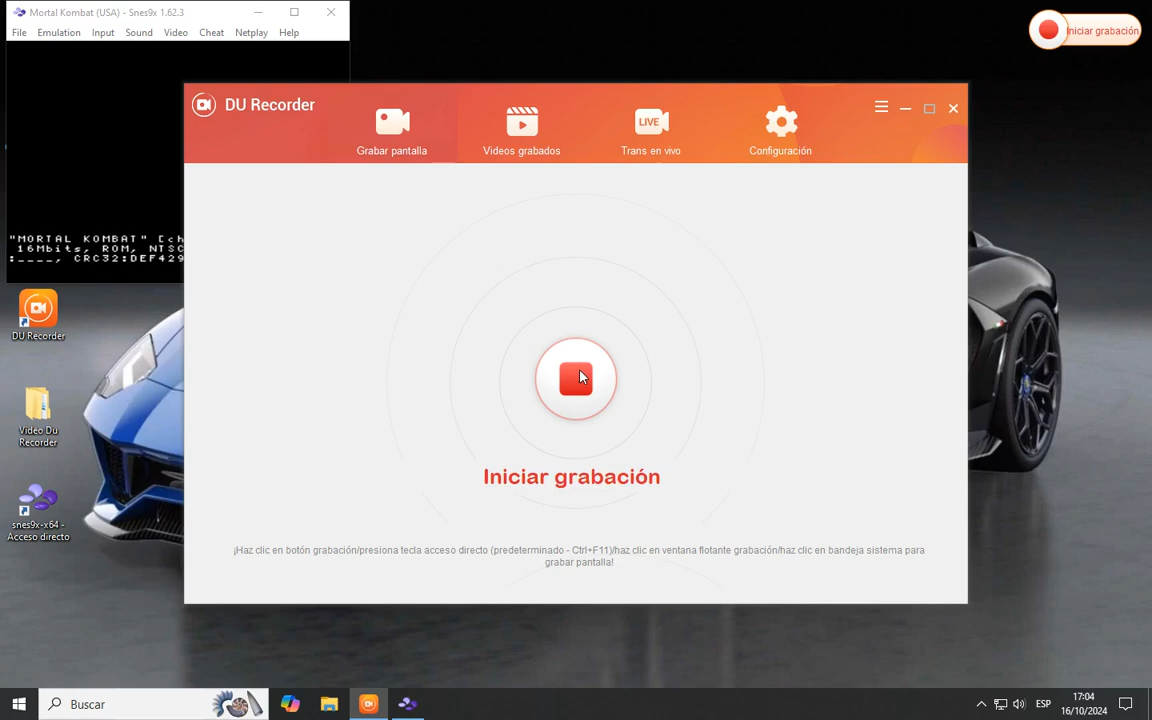 Mortal Kombat (USA) - Snes9x 1.62.3
File Emulation Input Sound Video Cheat Netplay Help
Iniciar grabación
DU Recorder
Grabar pantalla
Videos grabados
LIVE
Trans en vivo
Configuración
"MORTAL KOMBAT"
16Mbits, ROM, NTSC
:____, CRC32:DEF429
DU Recorder
Video Du
Recorder
snes9x-x64 -
Acceso directo
Iniciar grabación
¡Haz clic en botón grabación/presiona tecla acceso directo (predeterminado - Ctrl+F11)/haz clic en ventana flotante grabación/haz clic en bandeja sistema para
grabar pantalla!
Buscar
ESP
17:04
16/10/2024